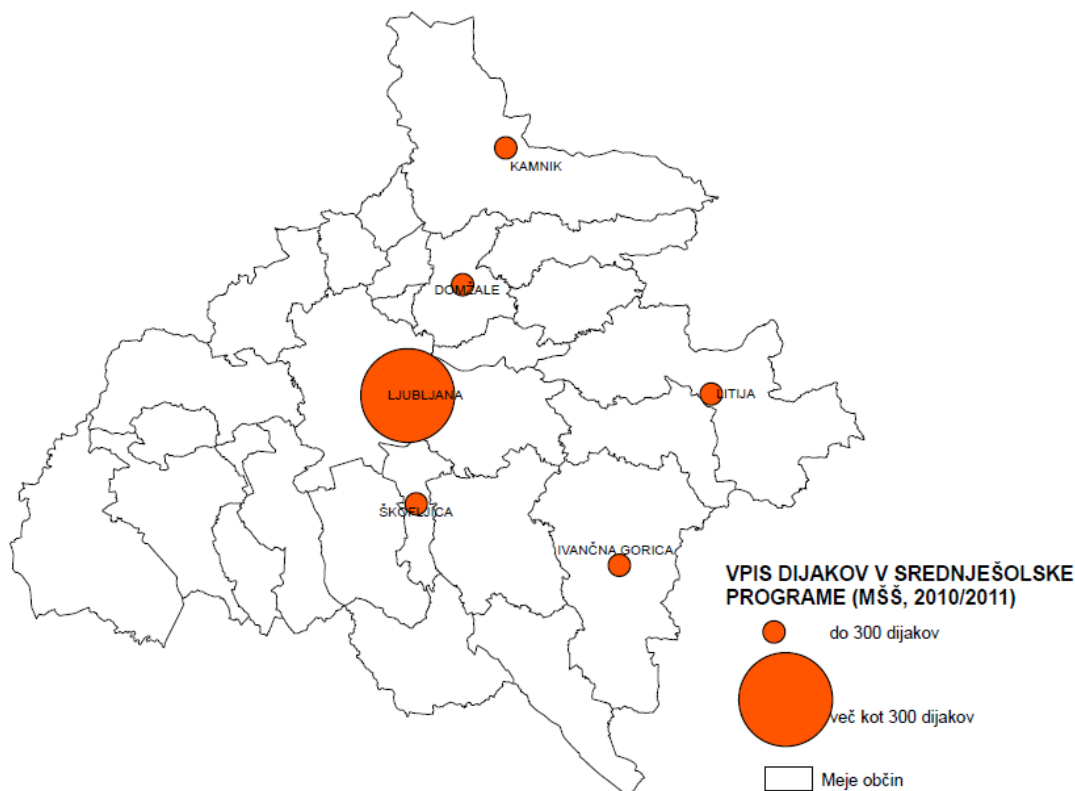 KAMNIK
DOMŽALE
LJUBLJANA
LITIJA
ŠKOFLJICA
IVANČNA GORICA
VPIS DIJAKOV V SREDNJEŠOLSKE
PROGRAME (MŠŠ, 2010/2011)
do 300 dijakov
več kot 300 dijakov
Meje občin